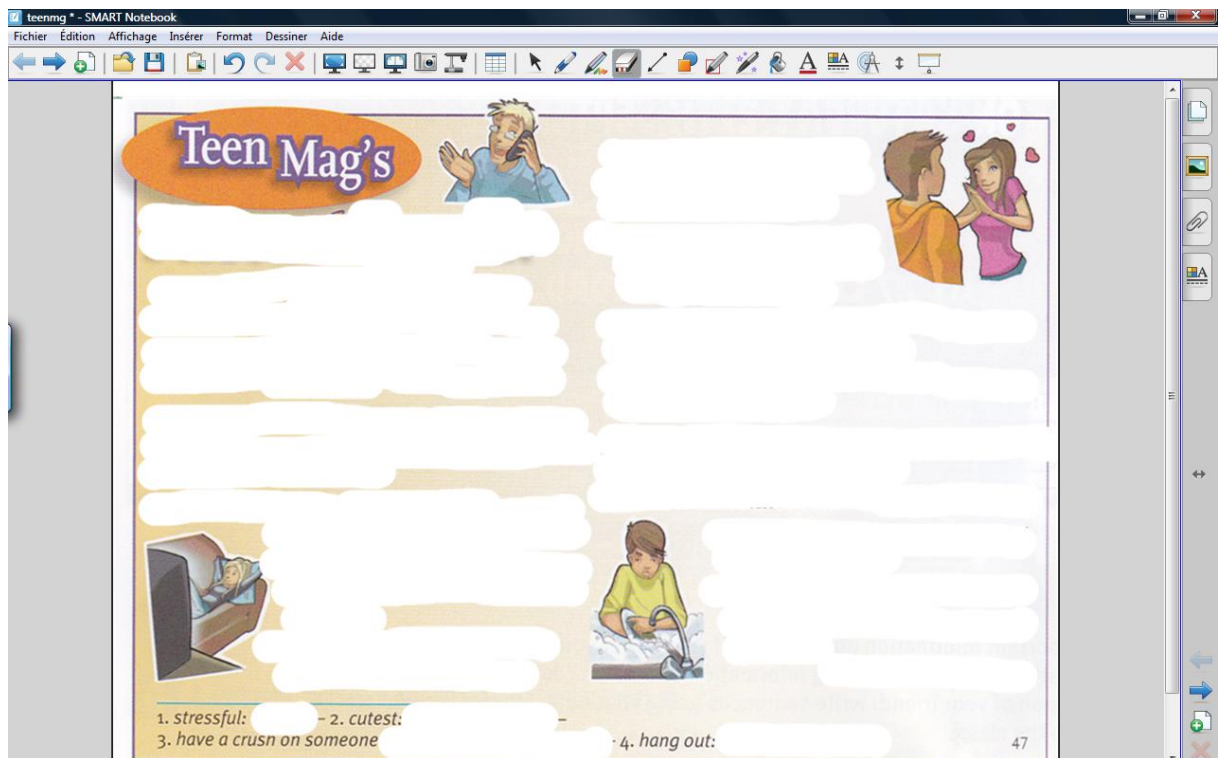 teenmg * - SMART Notebook
Fichier Édition Affichage Insérer Format Dessiner Aide
Teen Mag's
1. stressful: - 2. cutest: -
3. have a crush on someone - 4. hang out:
47